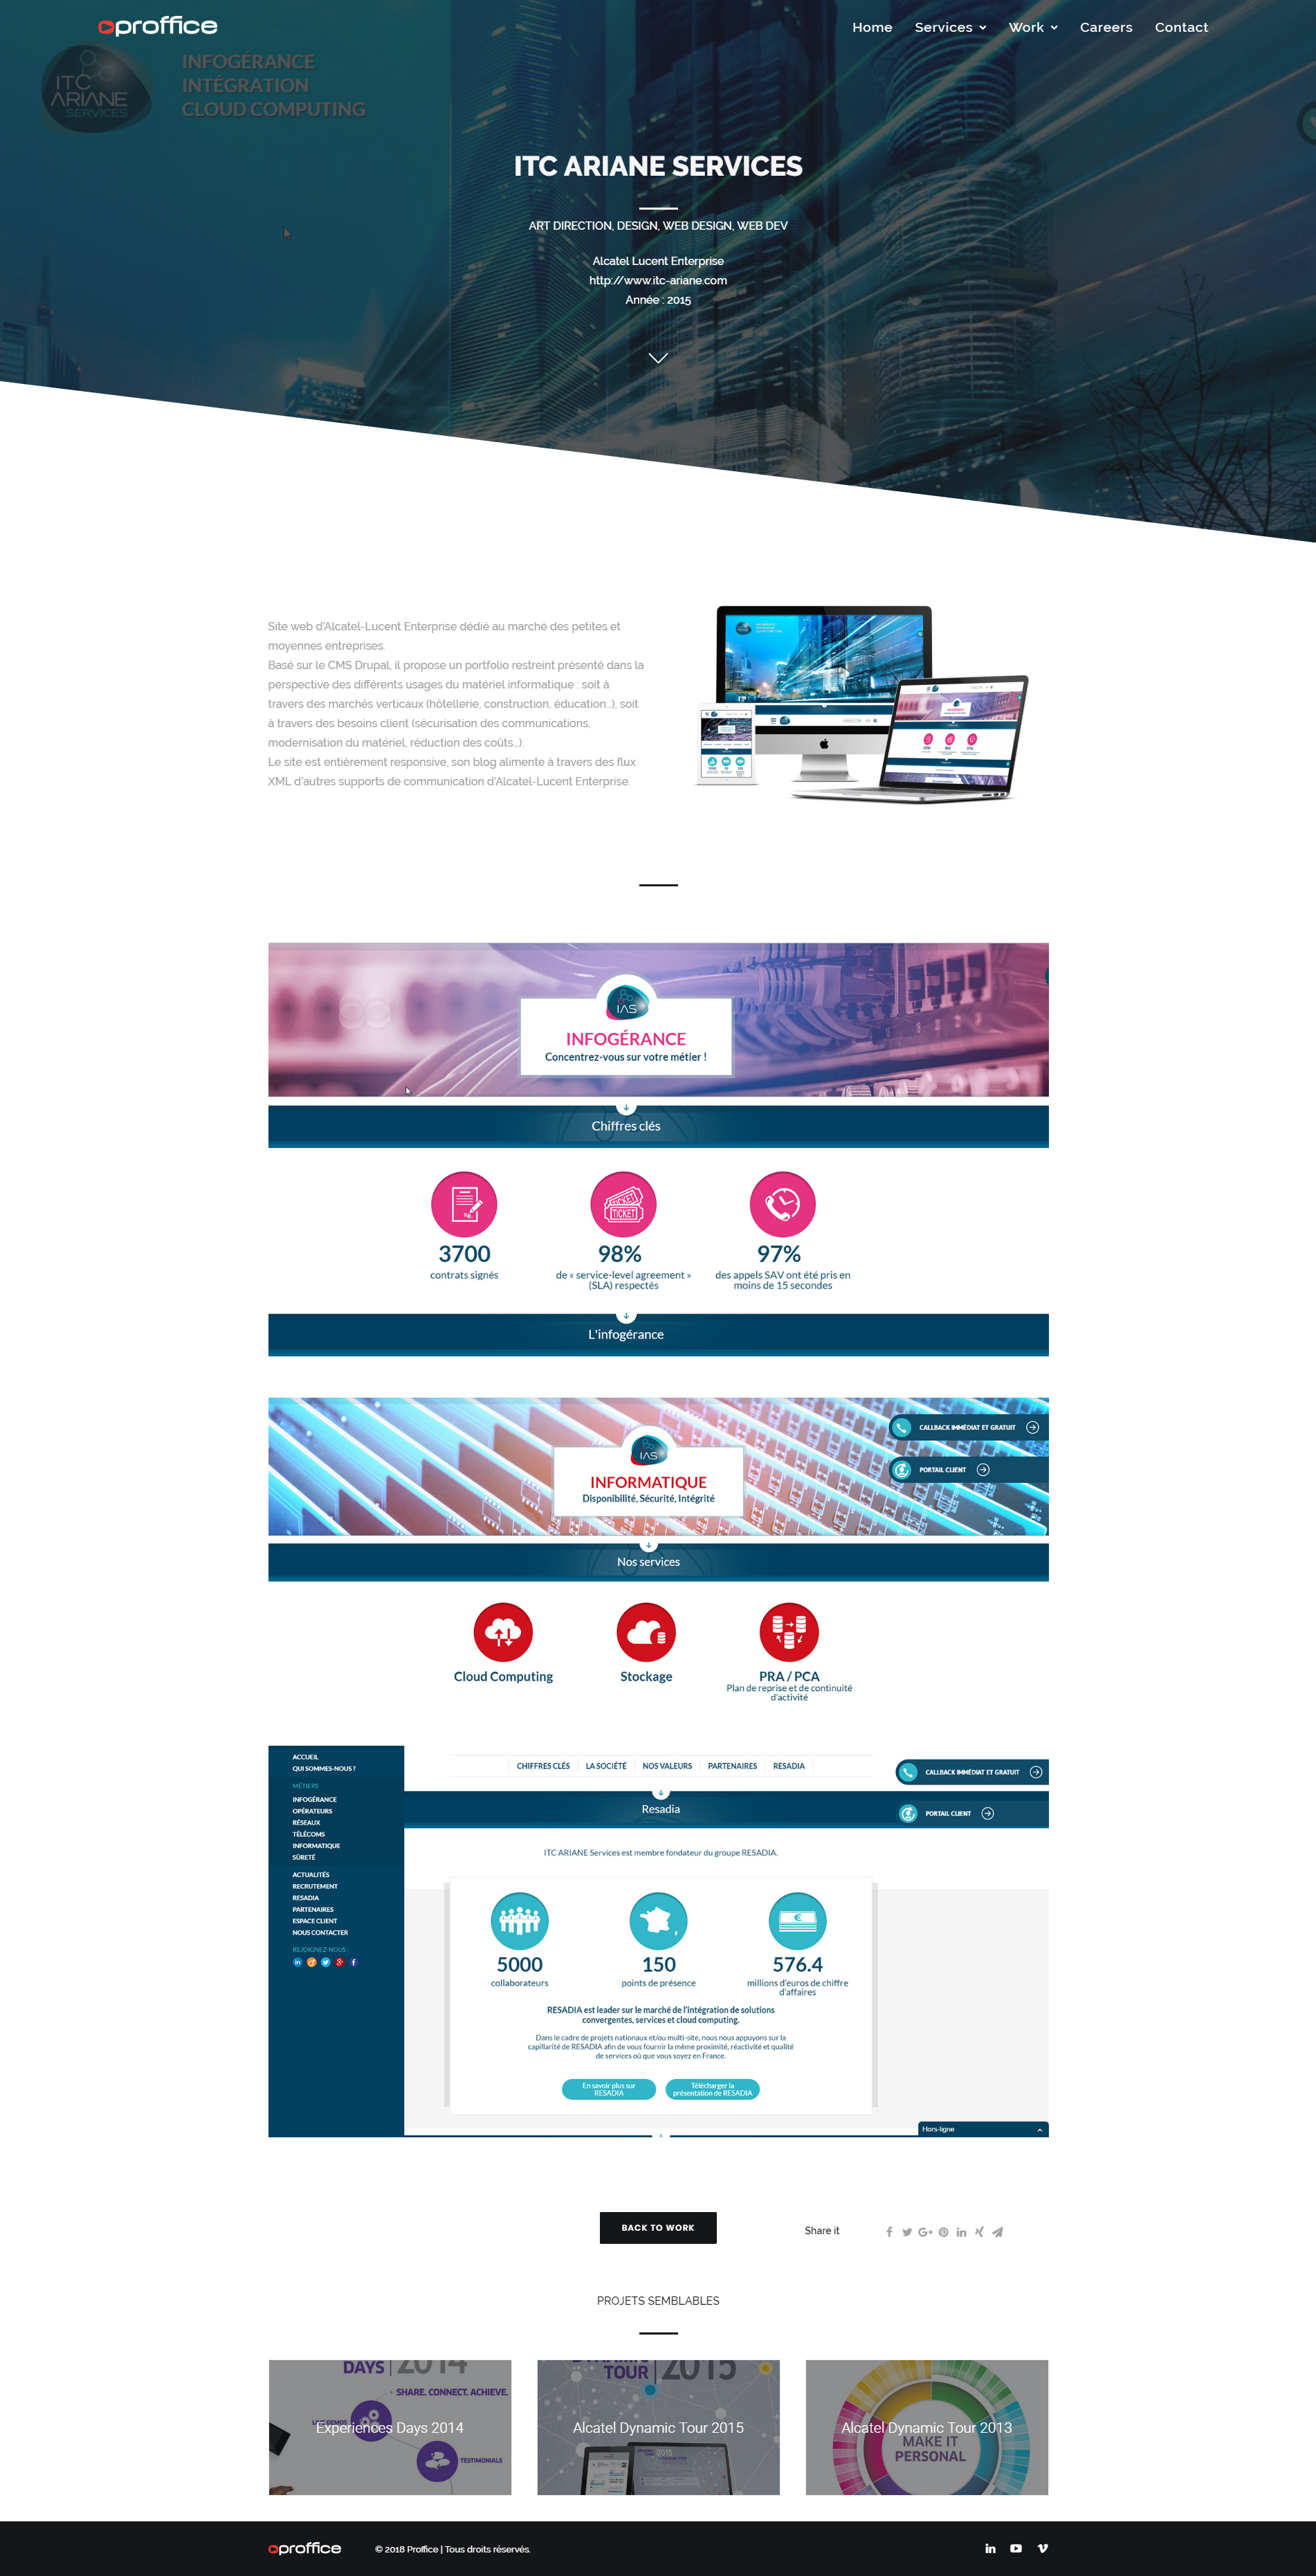 proffice
Home Services Work Careers Contact
ITC ARIANE SERVICES
INFOGÉRANCE
INTÉGRATION
CLOUD COMPUTING
ITC ARIANE SERVICES
ART DIRECTION, DESIGN, WEB DESIGN, WEB DEV
Alcatel Lucent Enterprise
http://www.itc-ariane.com
Année : 2015
Site web d'Alcatel-Lucent Enterprise dédié au marché des petites et
moyennes entreprises.
Basé sur le CMS Drupal, il propose un portfolio restreint présenté dans la
perspective des différents usages du matériel informatique : soit à
travers des marchés verticaux (hôtellerie, construction, éducation…), soit
à travers des besoins client (sécurisation des communications,
modernisation du matériel, réduction des coûts…).
Le site est entièrement responsive, son blog alimente à travers des flux
XML d'autres supports de communication d'Alcatel-Lucent Enterprise.
IAS
INFOGÉRANCE
Concentrez-vous sur votre métier !
Chiffres clés
TICKET
TICKET
3700
contrats signés
98%
de « service-level agreement »
(SLA) respectés
97%
des appels SAV ont été pris en
moins de 15 secondes
L'infogérance
IAS
INFORMATIQUE
Disponibilité, Sécurité, Intégrité
CALLBACK IMMÉDIAT ET GRATUIT
PORTAIL CLIENT
Nos services
Cloud Computing
Stockage
PRA / PCA
Plan de reprise et de continuité
d'activité
ACCUEIL
QUI SOMMES-NOUS ?
MÉTIERS
INFOGÉRANCE
OPÉRATEURS
RÉSEAUX
TÉLÉCOMS
INFORMATIQUE
SÛRETÉ
ACTUALITÉS
RECRUTEMENT
RESADIA
PARTENAIRES
ESPACE CLIENT
NOUS CONTACTER
REJOIGNEZ-NOUS :
CHIFFRES CLÉS LA SOCIÉTÉ NOS VALEURS PARTENAIRES RESADIA
CALLBACK IMMÉDIAT ET GRATUIT
Resadia
PORTAIL CLIENT
ITC ARIANE Services est membre fondateur du groupe RESADIA.
5000
collaborateurs
150
points de présence
576.4
millions d'euros de chiffre
d'affaires
RESADIA est leader sur le marché de l'intégration de solutions
convergentes, services et cloud computing.
Dans le cadre de projets nationaux et/ou multi-site, nous nous appuyons sur la
capillarité de RESADIA afin de vous fournir la même proximité, réactivité et qualité
de services où que vous soyez en France.
En savoir plus sur
RESADIA
Télécharger la
présentation de RESADIA
Hors-ligne
BACK TO WORK
Share it
PROJETS SEMBLABLES
DAYS | 2014
SHARE. CONNECT. ACHIEVE.
LIVE DEMOS
Experiences Days 2014
TESTIMONIALS
DYNAMIC
TOUR | 2015
Alcatel Dynamic Tour 2015
Alcatel Dynamic Tour 2013
MAKE IT
PERSONAL
proffice
© 2018 Proffice | Tous droits réservés.